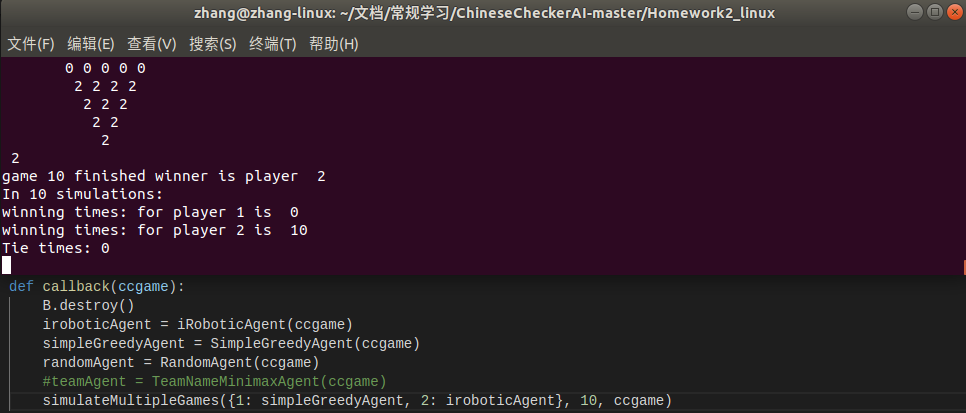 zhang@zhang-linux: ~/文档/常规学习/ChineseCheckerAI-master/Homework2_linux
文件(F) 编辑(E) 查看(V) 搜索(S) 终端(T) 帮助(H)
0 0 0 0 0
2 2 2 2
2 2 2
2 2
2
2
game 10 finished winner is player  2
In 10 simulations:
winning times: for player 1 is  0
winning times: for player 2 is  10
Tie times: 0
def callback(ccgame):
    B.destroy()
    iroboticAgent = iRoboticAgent(ccgame)
    simpleGreedyAgent = SimpleGreedyAgent(ccgame)
    randomAgent = RandomAgent(ccgame)
    #teamAgent = TeamNameMinimaxAgent(ccgame)
    simulateMultipleGames({1: simpleGreedyAgent, 2: iroboticAgent}, 10, ccgame)